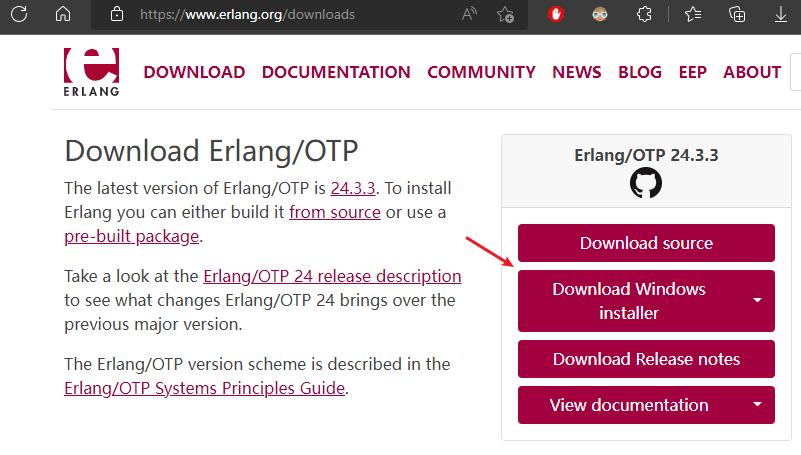 https://www.erlang.org/downloads
ERLANG
DOWNLOAD DOCUMENTATION COMMUNITY NEWS BLOG EEP ABOUT
Download Erlang/OTP
The latest version of Erlang/OTP is 24.3.3. To install
Erlang you can either build it from source or use a
pre-built package.
Take a look at the Erlang/OTP 24 release description
to see what changes Erlang/OTP 24 brings over the
previous major version.
The Erlang/OTP version scheme is described in the
Erlang/OTP Systems Principles Guide.
Erlang/OTP 24.3.3
Download source
Download Windows
installer
Download Release notes
View documentation